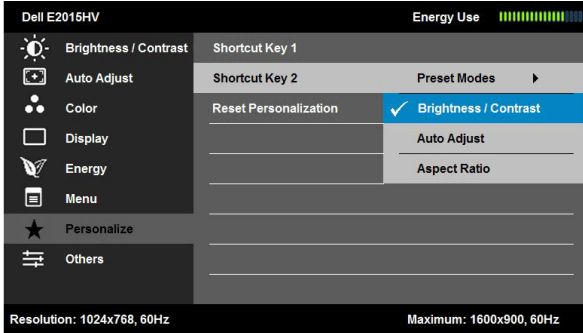 Dell E2015HV Energy Use
Brightness / Contrast Shortcut Key 1
Auto Adjust Shortcut Key 2 Preset Modes
Color Reset Personalization Brightness / Contrast
Display Auto Adjust
Energy Aspect Ratio
Menu
Personalize
Others
Resolution: 1024x768, 60Hz Maximum: 1600x900, 60Hz